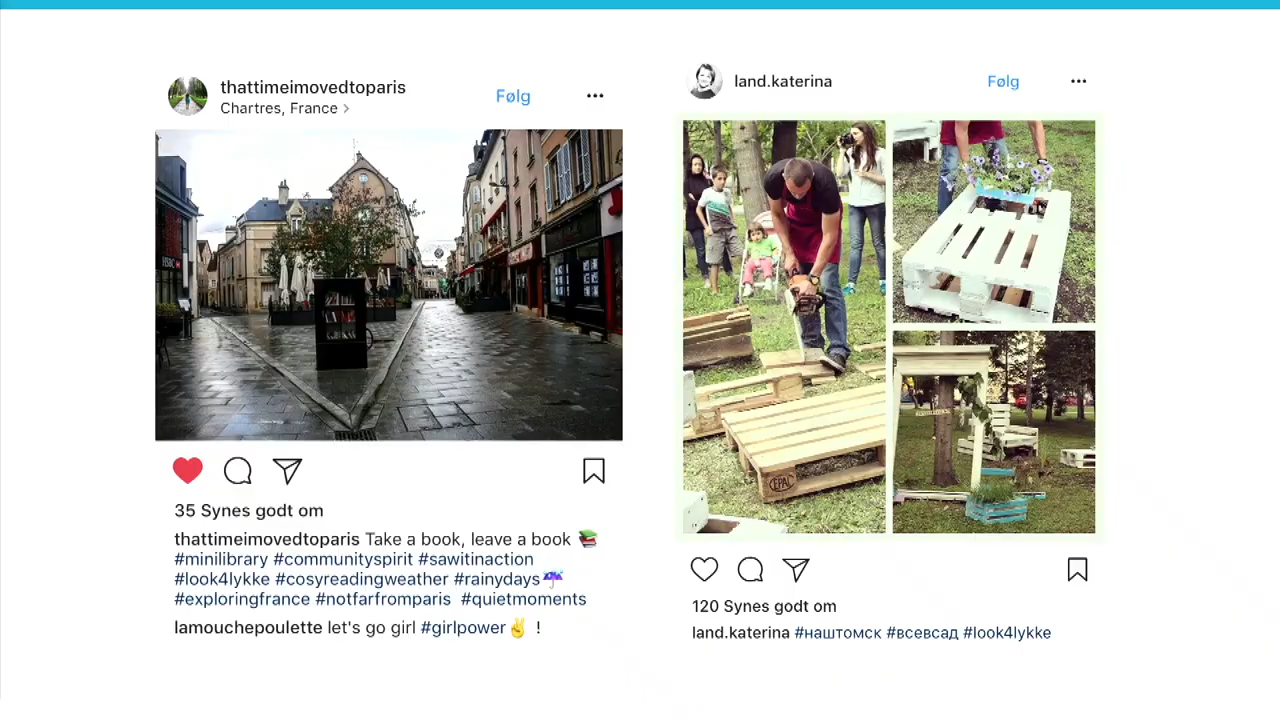 thattimeimovedtoparis
Chartres, France >
Følg
HSBC
35 Synes godt om
thattimeimovedtoparis Take a book, leave a book 📚
#minilibrary #communityspirit #sawitinaction
#look4lykke #cosyreadingweather #rainydays☔
#exploringfrance #notfarfromparis #quietmoments
lamouchepoulette let's go girl #girlpower✌️ !
land.katerina
Følg
EPAC
120 Synes godt om
land.katerina #наштомск #всевсад #look4lykke